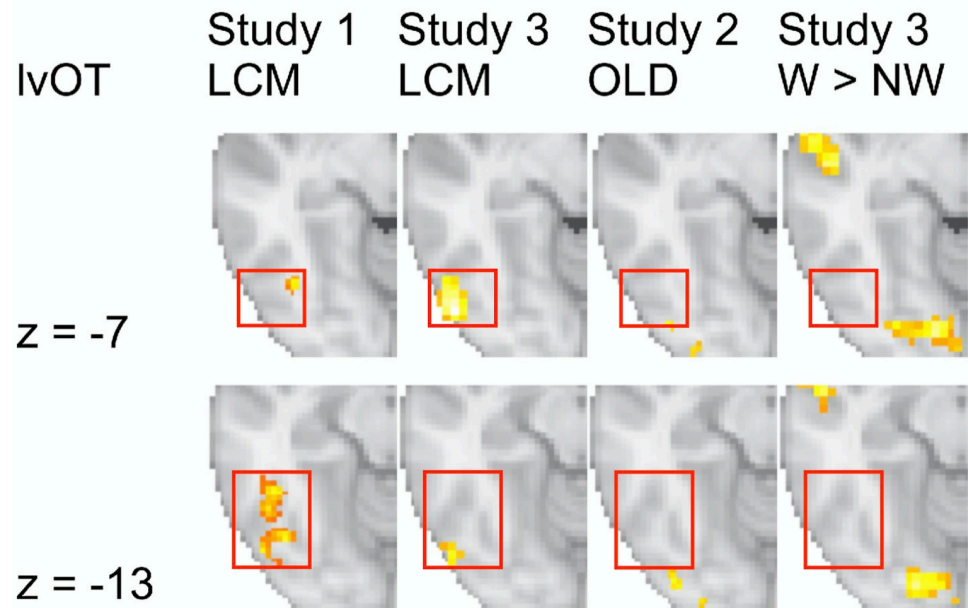 Study 1 Study 3 Study 2 Study 3
lvOT LCM LCM OLD W > NW
z = -7
z = -13